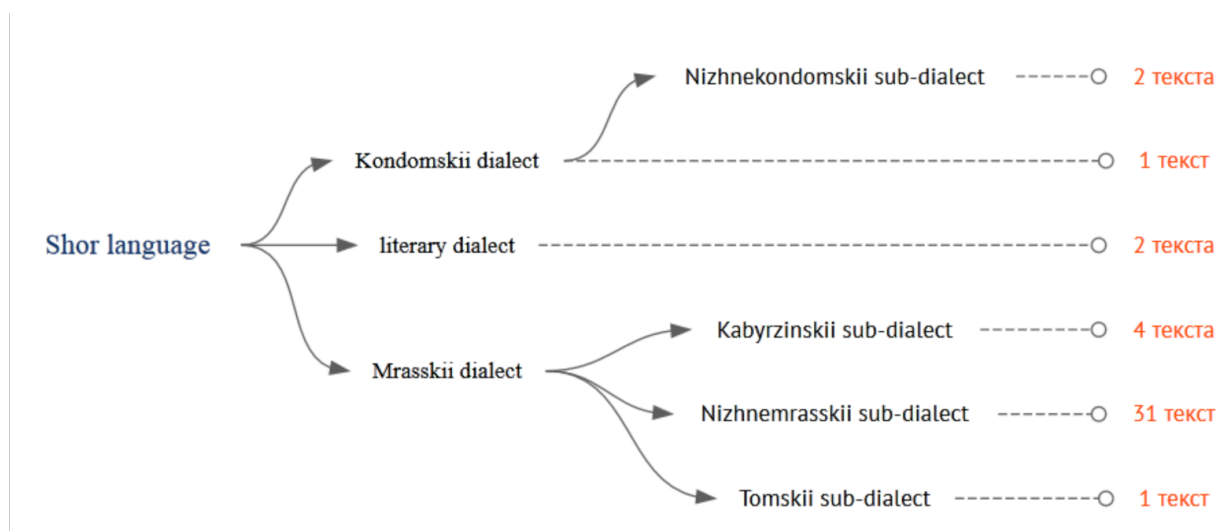 Nizhnekondomskii sub-dialect 2 текста
Kondomskii dialect 1 текст
Shor language literary dialect 2 текста
Kabyrzinskii sub-dialect 4 текста
Mrasskii dialect
Nizhnemrasskii sub-dialect 31 текст
Tomskii sub-dialect 1 текст